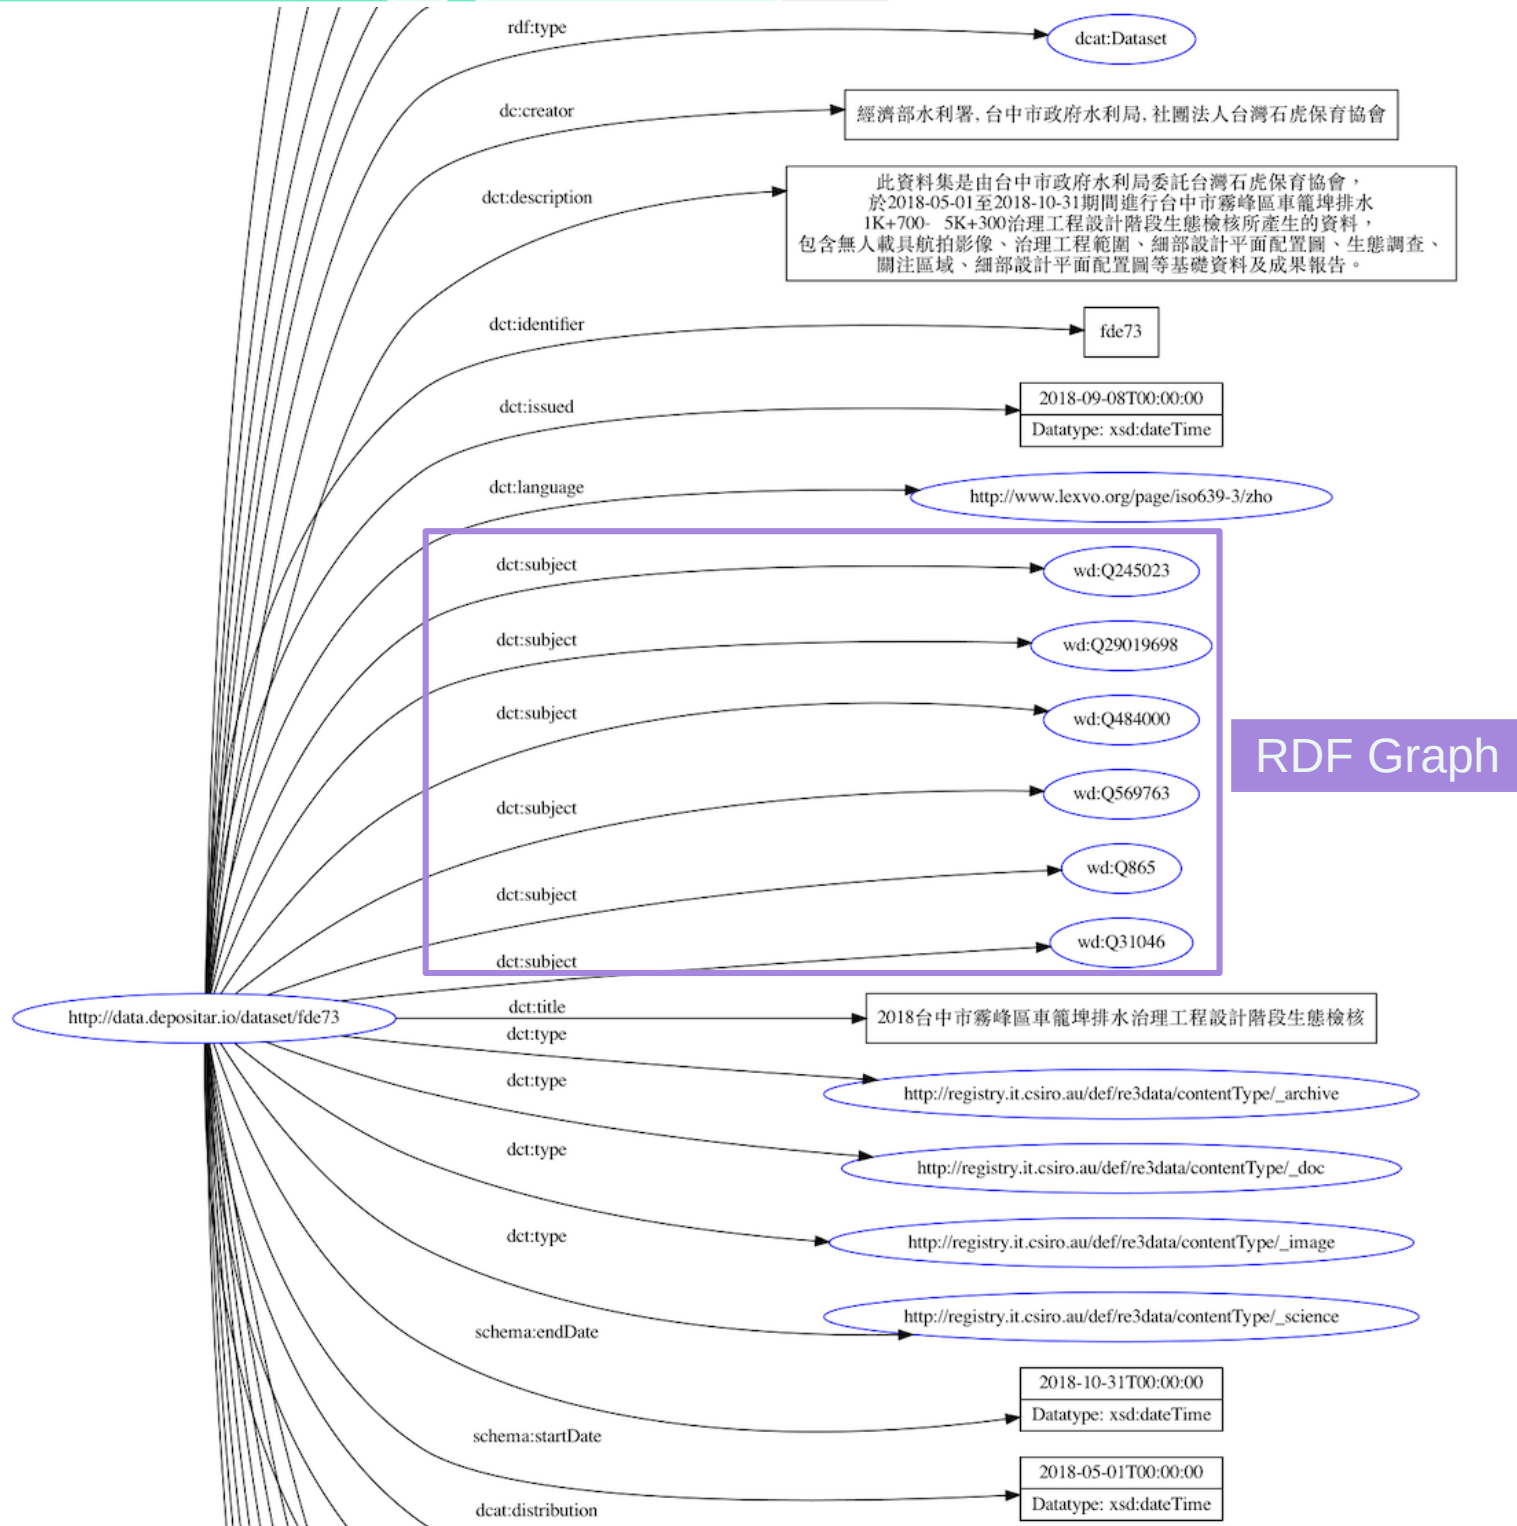 rdf:type
dcat:Dataset
dc:creator
經濟部水利署, 台中市政府水利局, 社團法人台灣石虎保育協會
dct:description
此資料集是由台中市政府水利局委託台灣石虎保育協會，
於2018-05-01至2018-10-31期間進行台中市霧峰區車籠埤排水
1K+700- 5K+300治理工程設計階段生態檢核所產生的資料，
包含無人載具航拍影像、治理工程範圍、細部設計平面配置圖、生態調查、
關注區域、細部設計平面配置圖等基礎資料及成果報告。
dct:identifier
fde73
dct:issued
2018-09-08T00:00:00
Datatype: xsd:dateTime
dct:language
http://www.lexvo.org/page/iso639-3/zho
dct:subject
wd:Q245023
dct:subject
wd:Q29019698
dct:subject
wd:Q484000
RDF Graph
dct:subject
wd:Q569763
dct:subject
wd:Q865
dct:subject
wd:Q31046
http://data.depositar.io/dataset/fde73
dct:title
2018台中市霧峰區車籠埤排水治理工程設計階段生態檢核
dct:type
http://registry.it.csiro.au/def/re3data/contentType/_archive
dct:type
http://registry.it.csiro.au/def/re3data/contentType/_doc
dct:type
http://registry.it.csiro.au/def/re3data/contentType/_image
dct:type
http://registry.it.csiro.au/def/re3data/contentType/_science
schema:endDate
2018-10-31T00:00:00
Datatype: xsd:dateTime
schema:startDate
2018-05-01T00:00:00
Datatype: xsd:dateTime
dcat:distribution